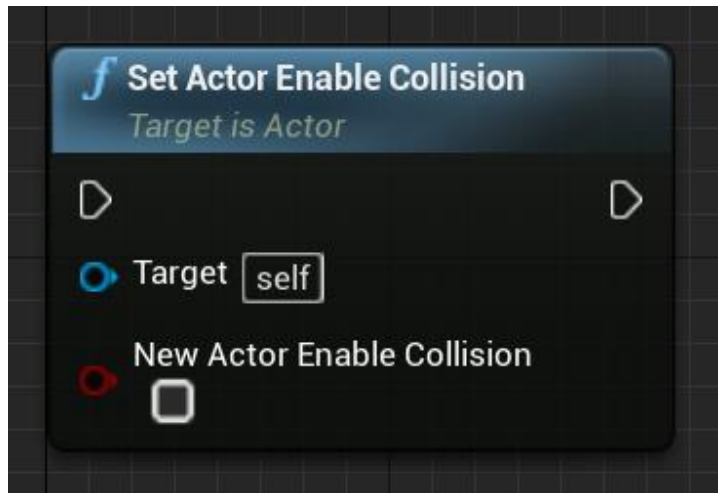 f Set Actor Enable Collision
Target is Actor
Target self
New Actor Enable Collision